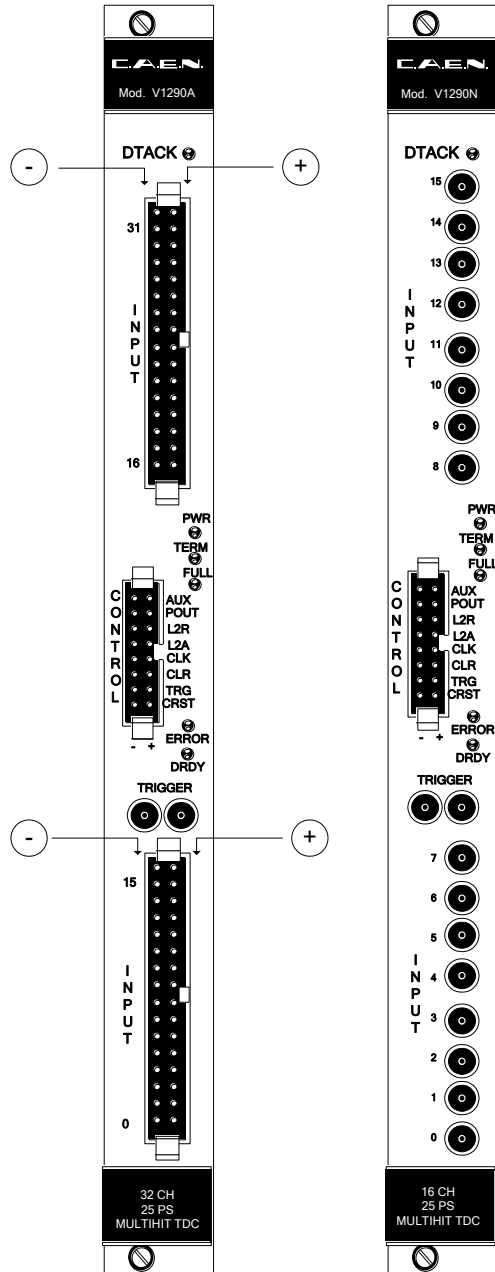 C.A.E.N.
Mod. V1290A
DTACK
-
+
31
INPUT
16
PWR
TERM
FULL
CONTROL
AUX
POUT
L2R
L2A
CLK
CLR
TRG
CRST
- +
ERROR
DRDY
TRIGGER
-
+
15
INPUT
0
32 CH
25 PS
MULTIHIT TDC
C.A.E.N.
Mod. V1290N
DTACK
15
14
13
12
11
10
9
8
INPUT
PWR
TERM
FULL
CONTROL
AUX
POUT
L2R
L2A
CLK
CLR
TRG
CRST
- +
ERROR
DRDY
TRIGGER
7
6
5
4
3
2
1
0
INPUT
16 CH
25 PS
MULTIHIT TDC